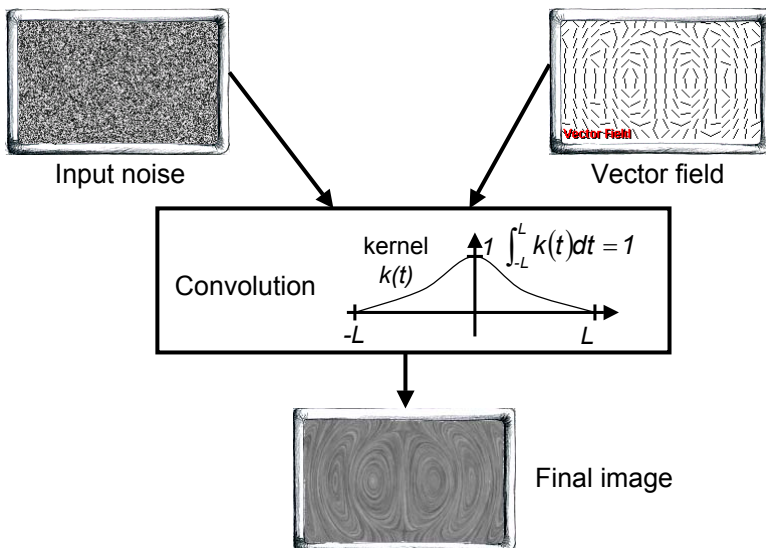 Vector Field
Input noise
Vector field
kernel
k(t)
1
∫_{-L}^{L} k(t)dt = 1
Convolution
-L
L
Final image